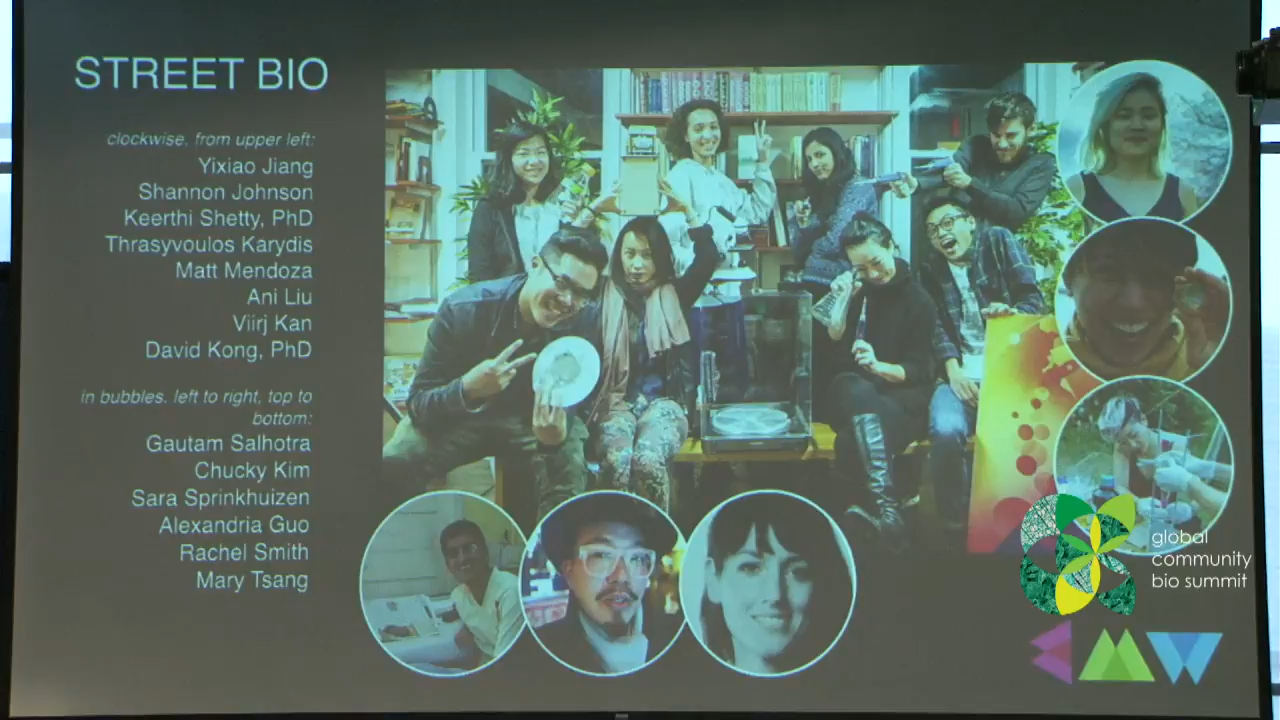 STREET BIO
clockwise, from upper left:
Yixiao Jiang
Shannon Johnson
Keerthi Shetty, PhD
Thrasyvoulos Karydis
Matt Mendoza
Ani Liu
Viirj Kan
David Kong, PhD
in bubbles. left to right, top to
bottom:
Gautam Salhotra
Chucky Kim
Sara Sprinkhuizen
Alexandria Guo
Rachel Smith
Mary Tsang
global
community
bio summit
EMW